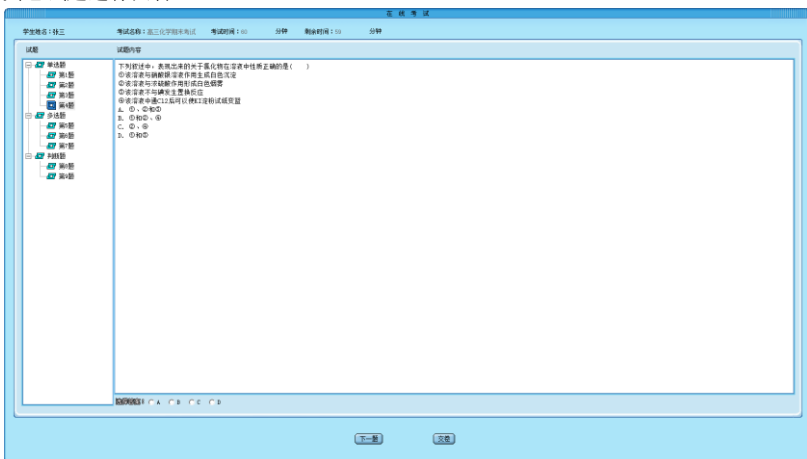 在 线 考 试
学生姓名：张三 考试名称：高三化学期末考试 考试时间：60 分钟 剩余时间：59 分钟
试题 试题内容
单选题
第1题
第2题
第3题
第4题
多选题
第5题
第6题
第7题
判断题
第8题
第9题
下列叙述中，表现出来的关于氯化物在溶液中性质正确的是( )
①该溶液与硝酸银溶液作用生成白色沉淀
②该溶液与浓硫酸作用形成白色烟雾
③该溶液不与碘发生置换反应
④该溶液中通C12后可以使KI淀粉试纸变蓝
A. ①、②和③
B. ①和②、④
C. ②、④
D. ①和③
选择答案： A B C D
下一题 交卷